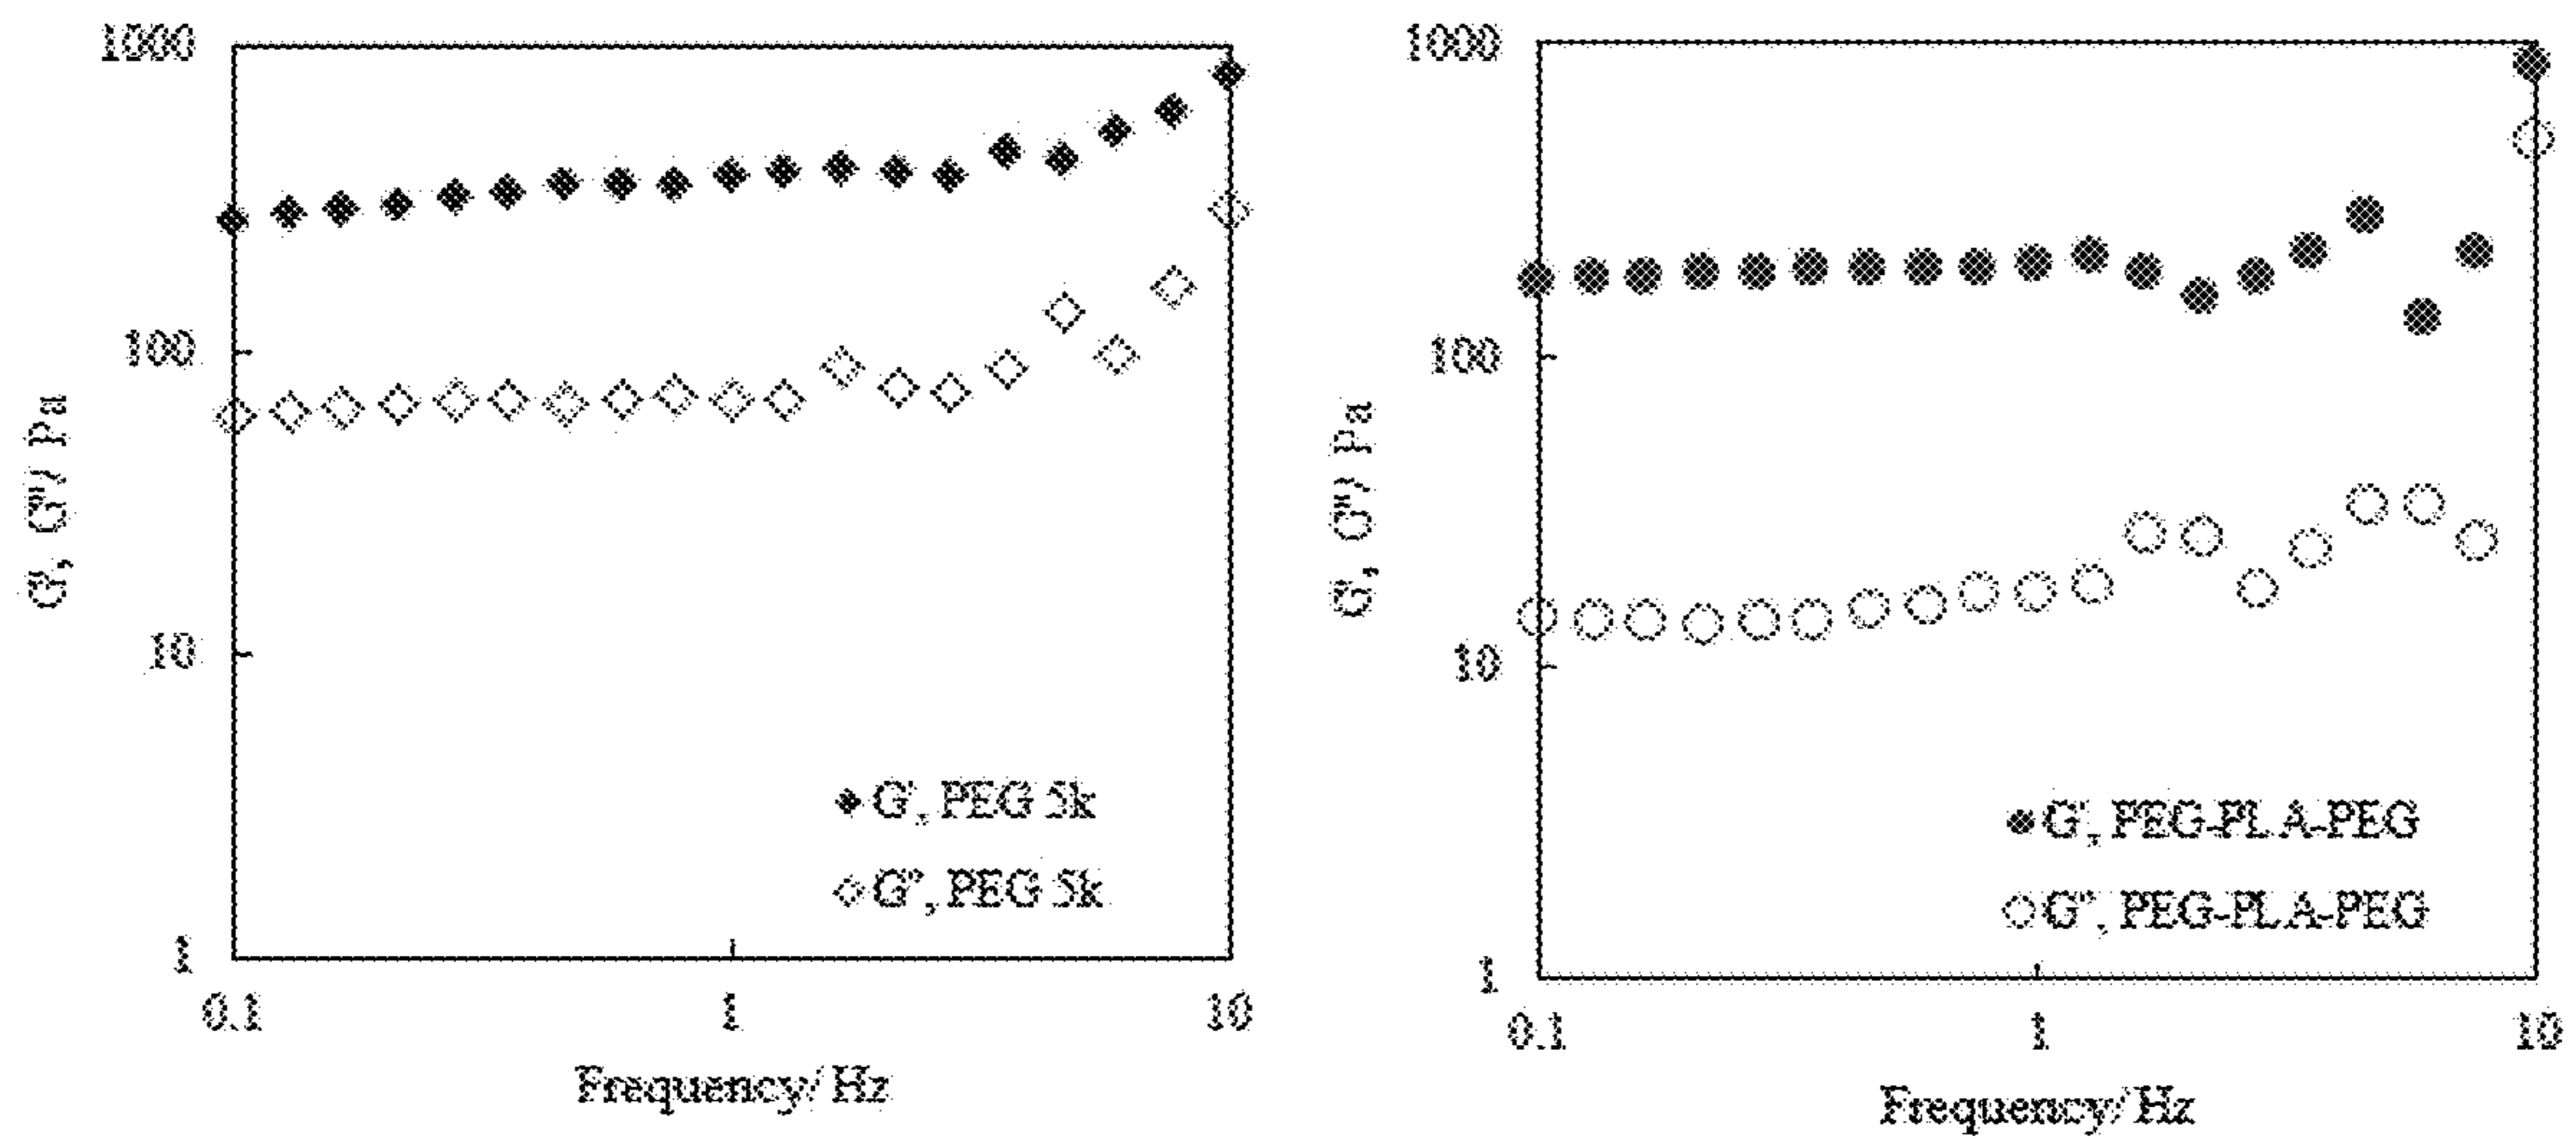 1000
100
10
1
G', G''/ Pa
0.1
1
10
Frequency/ Hz
G', PEG 5k
G'', PEG 5k
1000
100
10
1
G', G''/ Pa
0.1
1
10
Frequency/ Hz
G', PEG-PLA-PEG
G'', PEG-PLA-PEG